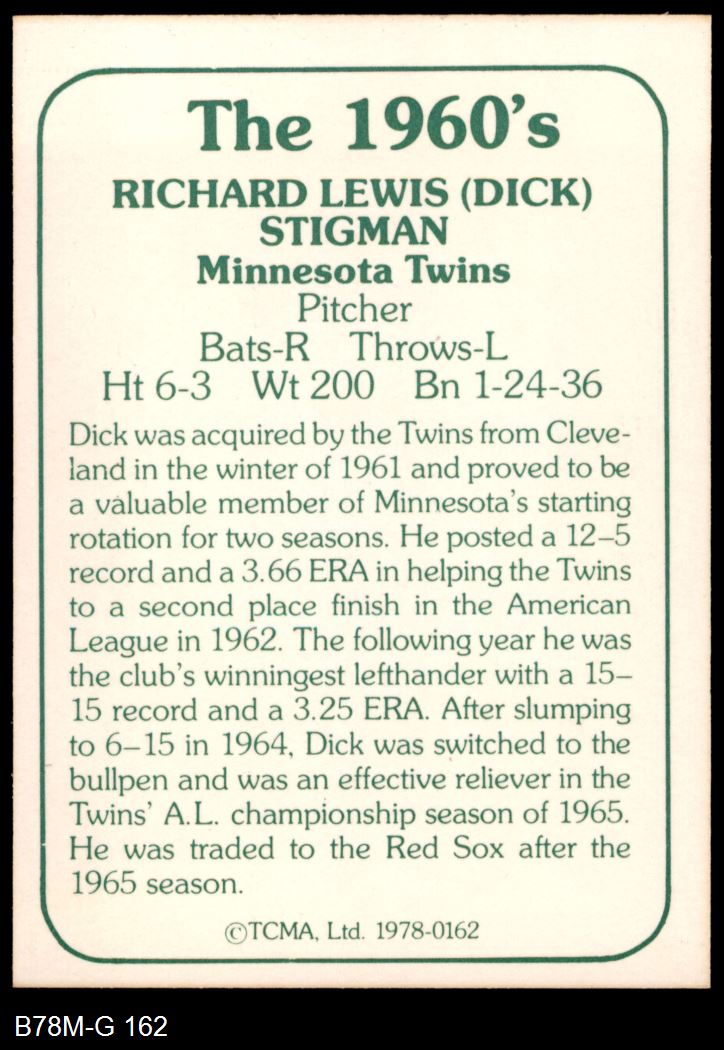 The 1960's
RICHARD LEWIS (DICK)
STIGMAN
Minnesota Twins
Pitcher
Bats-R Throws-L
Ht 6-3 Wt 200 Bn 1-24-36
Dick was acquired by the Twins from Cleve-
land in the winter of 1961 and proved to be
a valuable member of Minnesota's starting
rotation for two seasons. He posted a 12–5
record and a 3.66 ERA in helping the Twins
to a second place finish in the American
League in 1962. The following year he was
the club's winningest lefthander with a 15–
15 record and a 3.25 ERA. After slumping
to 6–15 in 1964, Dick was switched to the
bullpen and was an effective reliever in the
Twins' A.L. championship season of 1965.
He was traded to the Red Sox after the
1965 season.
©TCMA, Ltd. 1978-0162
B78M-G 162